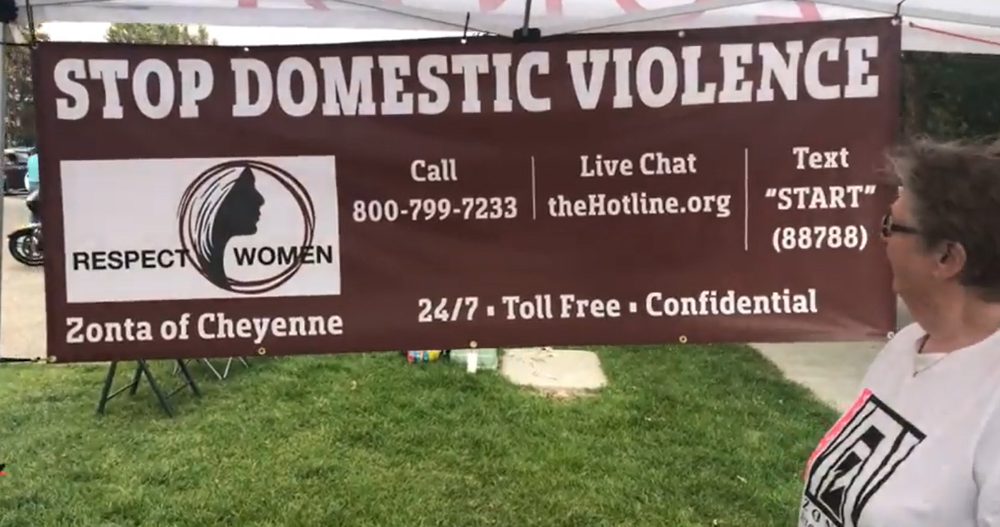 STOP DOMESTIC VIOLENCE
RESPECT WOMEN
Zonta of Cheyenne
Call
800-799-7233
Live Chat
theHotline.org
Text
“START”
(88788)
24/7 ▪ Toll Free ▪ Confidential